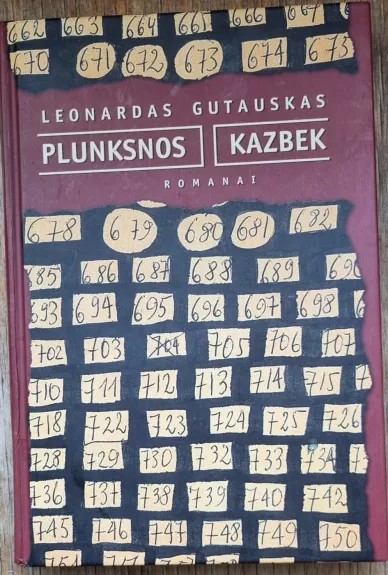 662 663 664 665 666 667
670 671 672 673 674 675
LEONARDAS GUTAUSKAS
PLUNKSNOS KAZBEK
ROMANAI
678 679 680 681 682
685 686 687 688 689 690
693 694 695 696 697 698
702 703 704 705 706 707
710 711 712 713 714 715
718 722 723 724 725 726
728 729 730 732 733 734
736 737 738 739 740 742
745 746 747 748 749 750